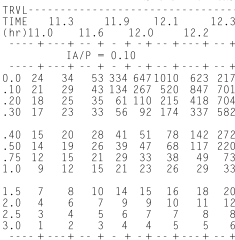 TRVL---------------------------
TIME 11.3 11.9 12.1 12.3
(hr)11.0 11.6 12.0 12.2
---- + -- + -- + - + -- + -- + -- + -- +
IA/P = 0.10
---- + -- + -- + - + -- + -- + -- + -- +
0.0 24 34 53 334 647 1010 623 217
.10 21 29 43 134 267 520 847 701
.20 18 25 35 61 110 215 418 704
.30 17 23 33 56 92 174 337 582
.40 15 20 28 41 51 78 142 272
.50 14 19 26 39 47 68 117 220
.75 12 15 21 29 33 38 49 73
1.0 9 12 15 21 23 26 29 33
1.5 7 8 10 14 15 16 18 20
2.0 4 6 7 9 9 10 11 12
2.5 3 4 5 6 7 7 8 8
3.0 1 2 3 4 4 5 5 6
---- + -- + -- + - + -- + -- + -- + -- +